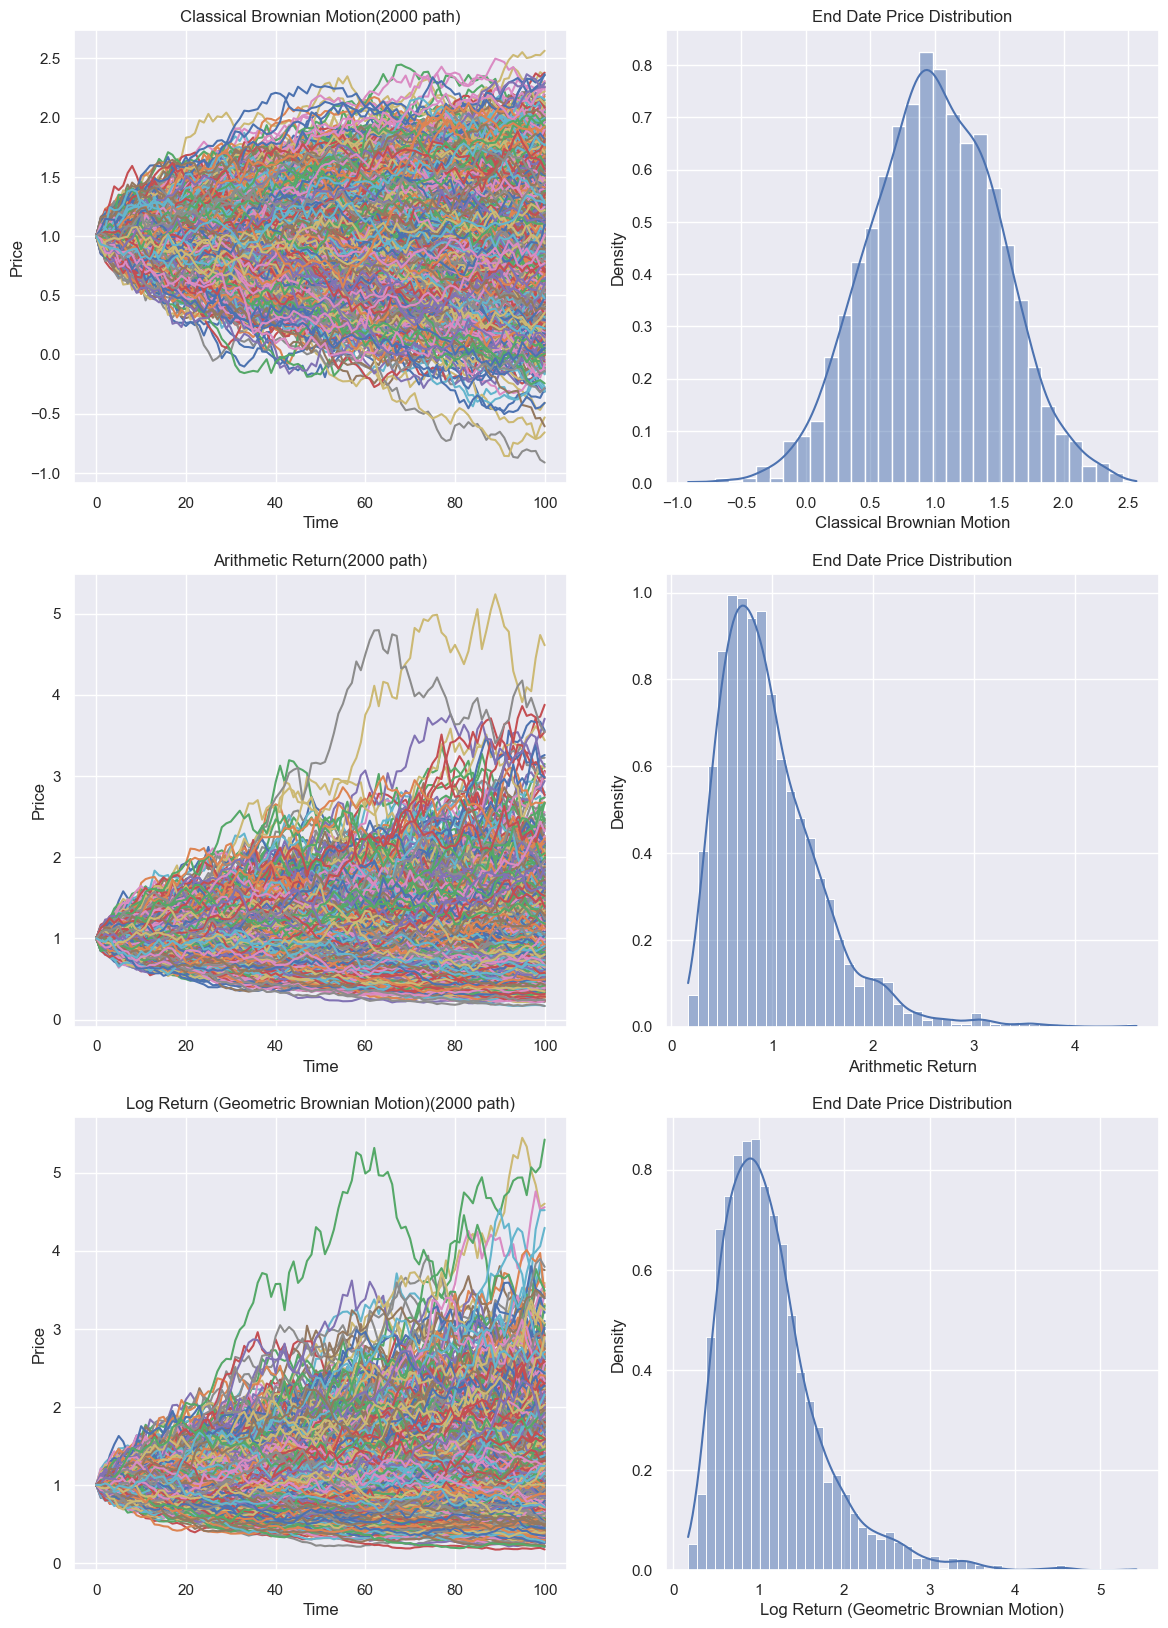 Classical Brownian Motion(2000 path)
2.5
2.0
1.5
1.0
0.5
0.0
−0.5
−1.0
Price
0 20 40 60 80 100
Time
End Date Price Distribution
0.8
0.7
0.6
0.5
0.4
0.3
0.2
0.1
0.0
Density
−1.0 −0.5 0.0 0.5 1.0 1.5 2.0 2.5
Classical Brownian Motion
Arithmetic Return(2000 path)
5
4
3
2
1
0
Price
0 20 40 60 80 100
Time
End Date Price Distribution
1.0
0.8
0.6
0.4
0.2
0.0
Density
0 1 2 3 4
Arithmetic Return
Log Return (Geometric Brownian Motion)(2000 path)
5
4
3
2
1
0
Price
0 20 40 60 80 100
Time
End Date Price Distribution
0.8
0.6
0.4
0.2
0.0
Density
0 1 2 3 4 5
Log Return (Geometric Brownian Motion)